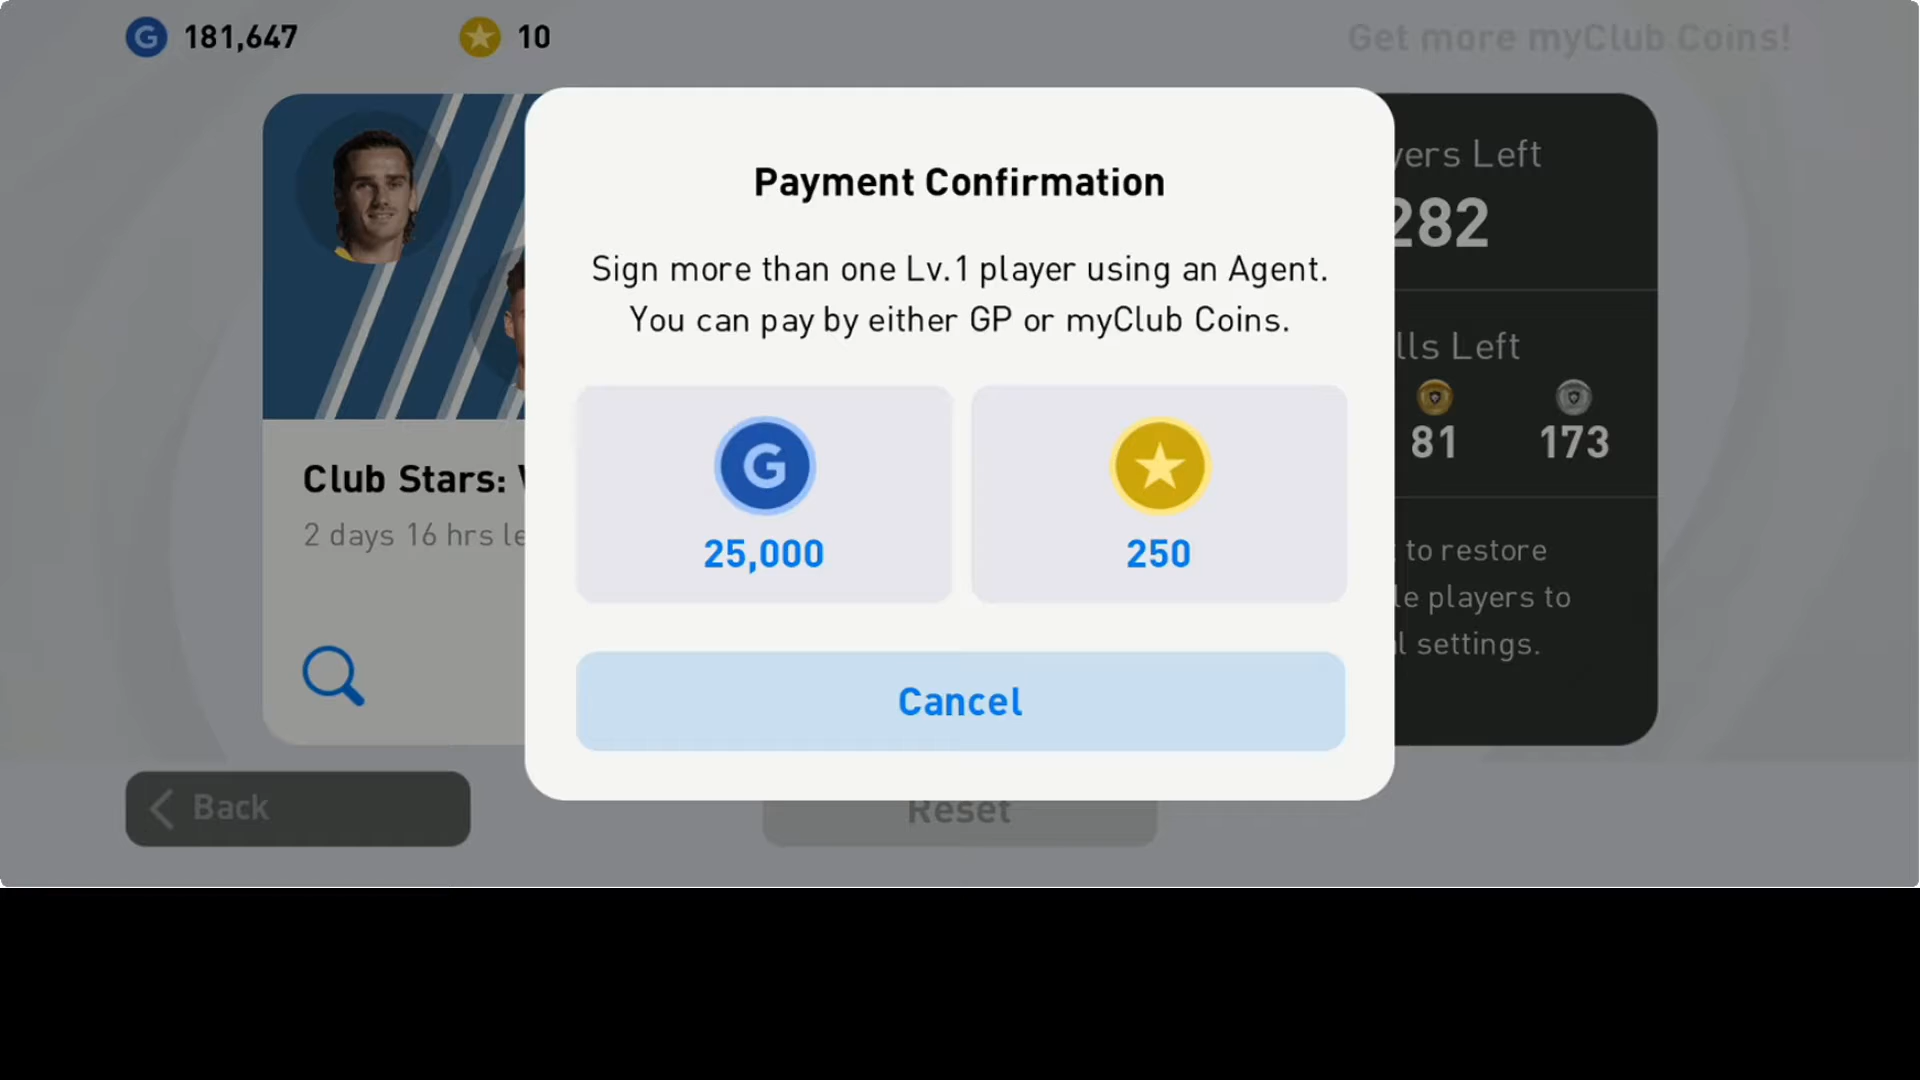 181,647
10
Get more myClub Coins!
Payment Confirmation
Sign more than one Lv.1 player using an Agent.
You can pay by either GP or myClub Coins.
G
25,000
250
Cancel
Left
282
Left
81
173
Club Stars:
2 days 16 hrs
to restore
players to
settings.
Back
Reset